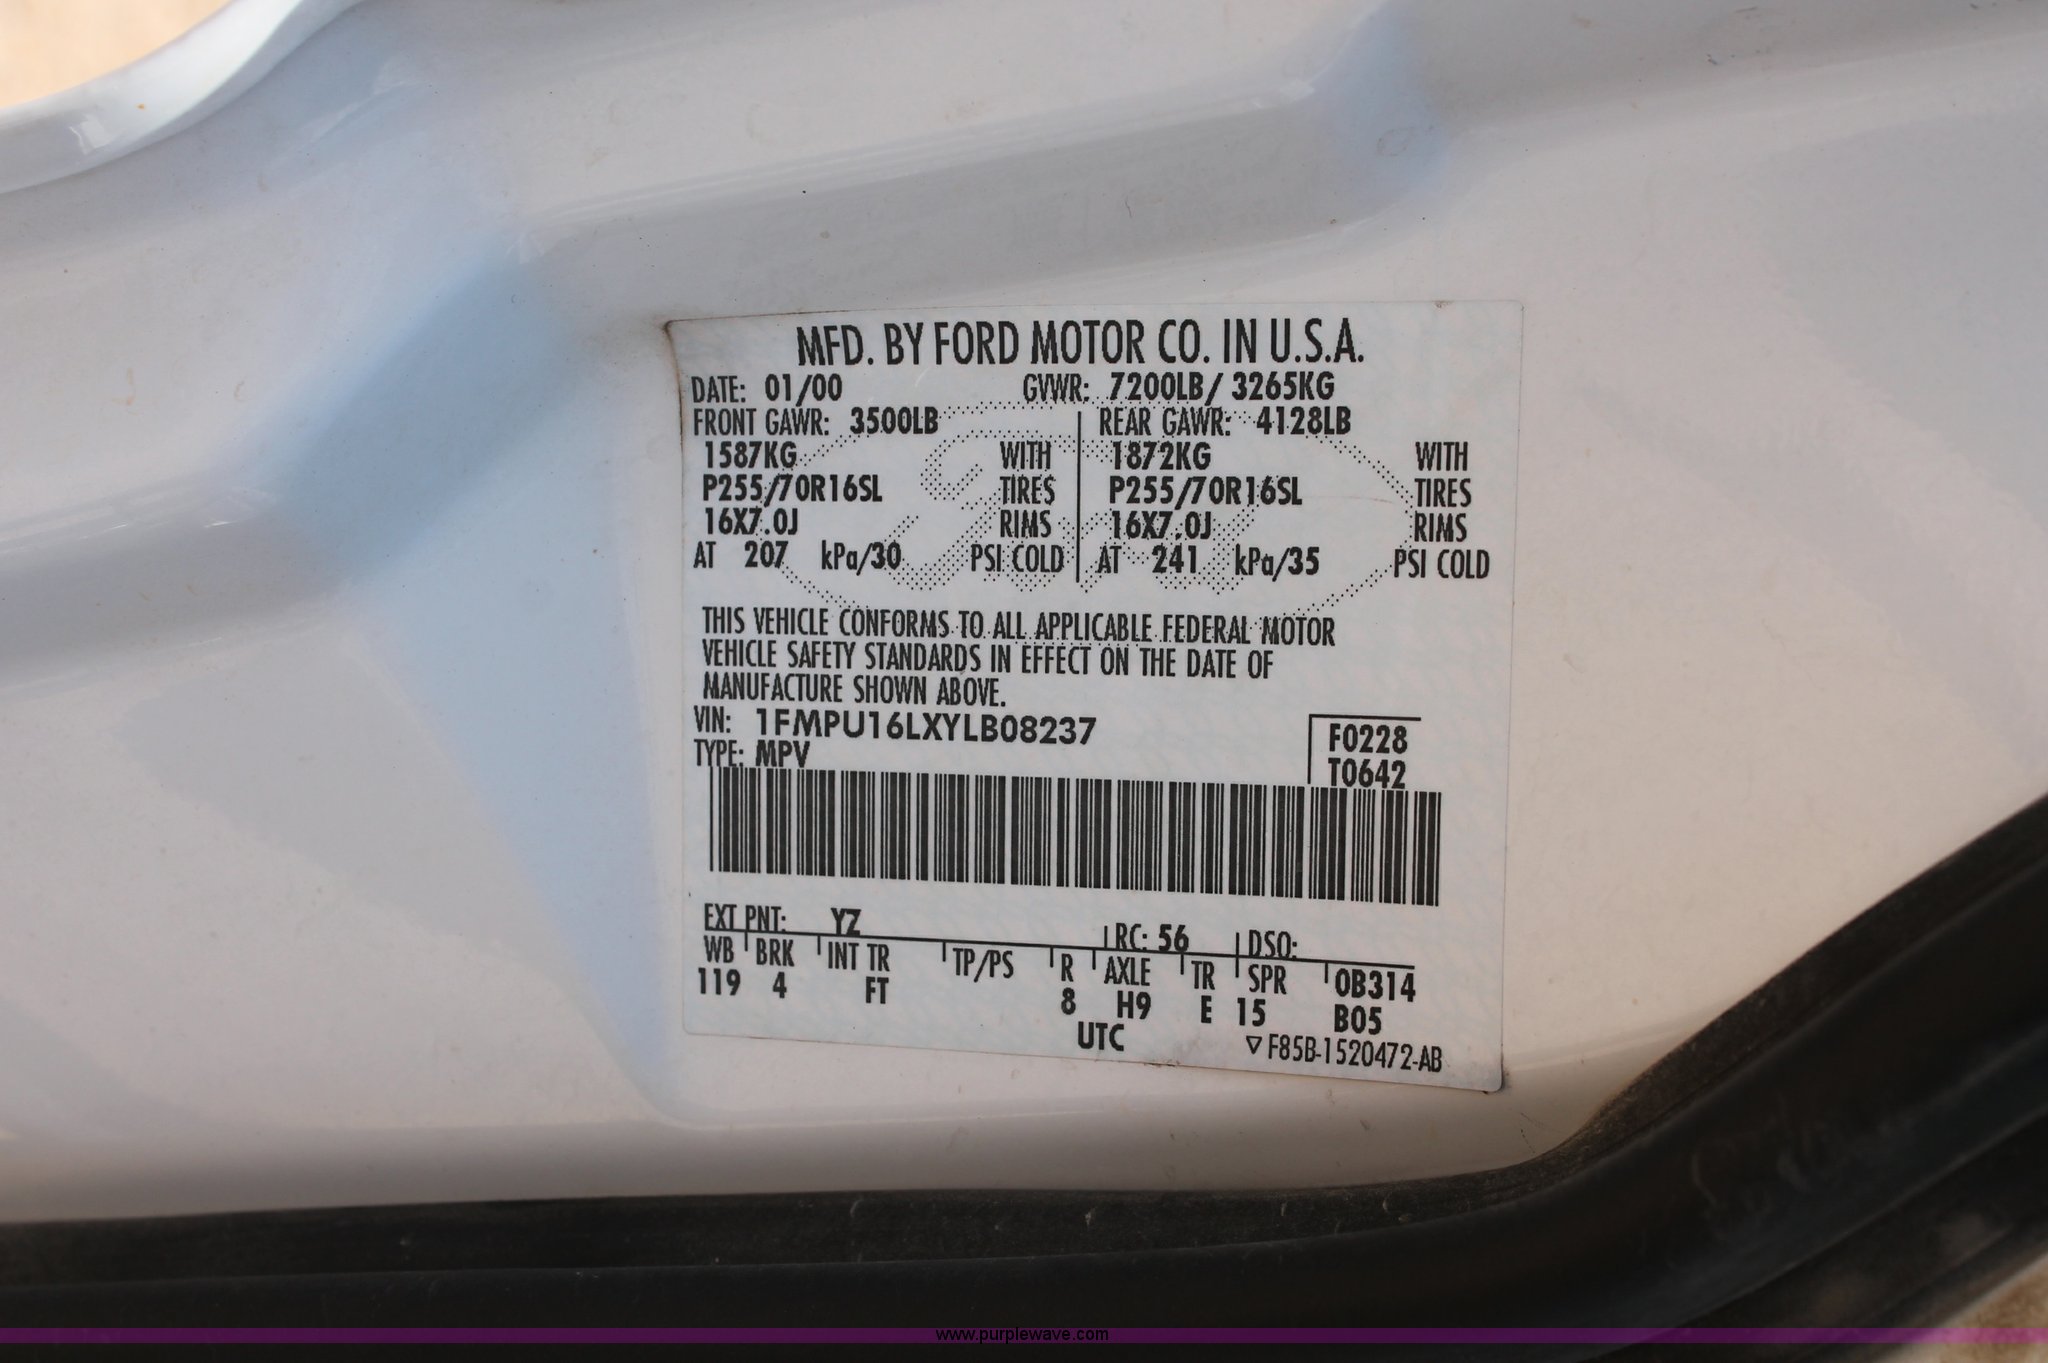 MFD. BY FORD MOTOR CO. IN U.S.A.
DATE: 01/00 GVWR: 7200LB/ 3265KG
FRONT GAWR: 3500LB REAR GAWR: 4128LB
1587KG WITH 1872KG WITH
P255/70R16SL TIRES P255/70R16SL TIRES
16X7.0J RIMS 16X7.0J RIMS
AT 207 kPa/30 PSI COLD AT 241 kPa/35 PSI COLD
Ford
THIS VEHICLE CONFORMS TO ALL APPLICABLE FEDERAL MOTOR
VEHICLE SAFETY STANDARDS IN EFFECT ON THE DATE OF
MANUFACTURE SHOWN ABOVE.
VIN: 1FMPU16LXYLB08237 F0228
TYPE: MPV T0642
EXT PNT: YZ RC: 56 DSO:
WB BRK INT TR TP/PS R AXLE TR SPR 0B314
119 4 FT 8 H9 E 15 B05
UTC ▽F85B-1520472-AB
www.purplewave.com